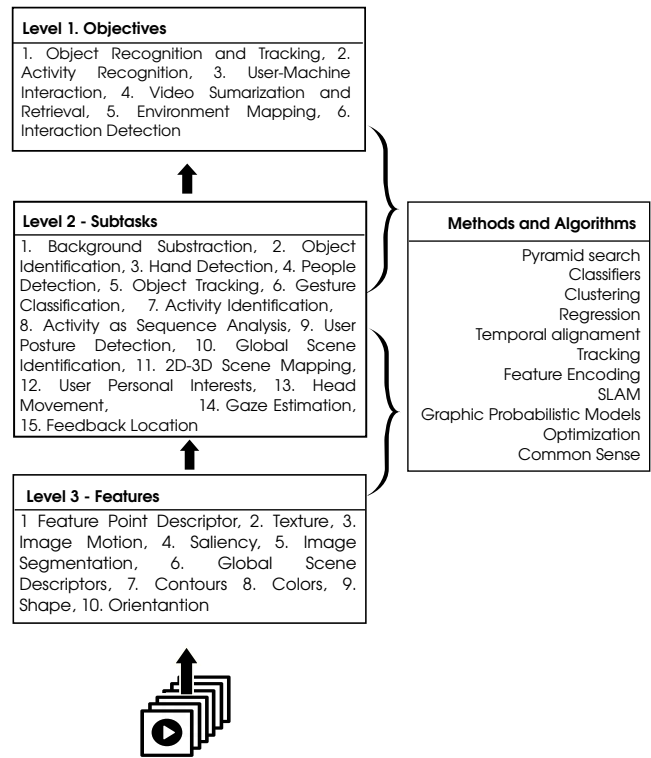 Level 1. Objectives
1. Object Recognition and Tracking, 2.
Activity Recognition, 3. User-Machine
Interaction, 4. Video Sumarization and
Retrieval, 5. Environment Mapping, 6.
Interaction Detection
Level 2 - Subtasks
1. Background Substraction, 2. Object
Identification, 3. Hand Detection, 4. People
Detection, 5. Object Tracking, 6. Gesture
Classification, 7. Activity Identification,
8. Activity as Sequence Analysis, 9. User
Posture Detection, 10. Global Scene
Identification, 11. 2D-3D Scene Mapping,
12. User Personal Interests, 13. Head
Movement, 14. Gaze Estimation,
15. Feedback Location
Level 3 - Features
1 Feature Point Descriptor, 2. Texture, 3.
Image Motion, 4. Saliency, 5. Image
Segmentation, 6. Global Scene
Descriptors, 7. Contours 8. Colors, 9.
Shape, 10. Orientantion
Methods and Algorithms
Pyramid search
Classifiers
Clustering
Regression
Temporal alignament
Tracking
Feature Encoding
SLAM
Graphic Probabilistic Models
Optimization
Common Sense